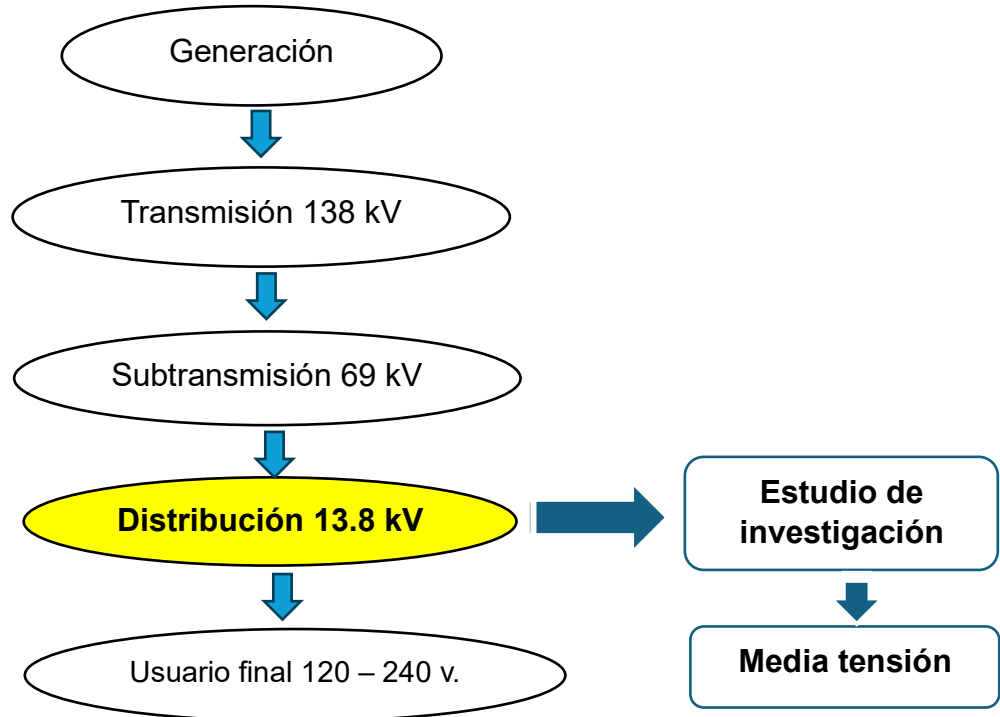 Generación
Transmisión 138 kV
Subtransmisión 69 kV
Distribución 13.8 kV
Estudio de
investigación
Usuario final 120 – 240 v.
Media tensión